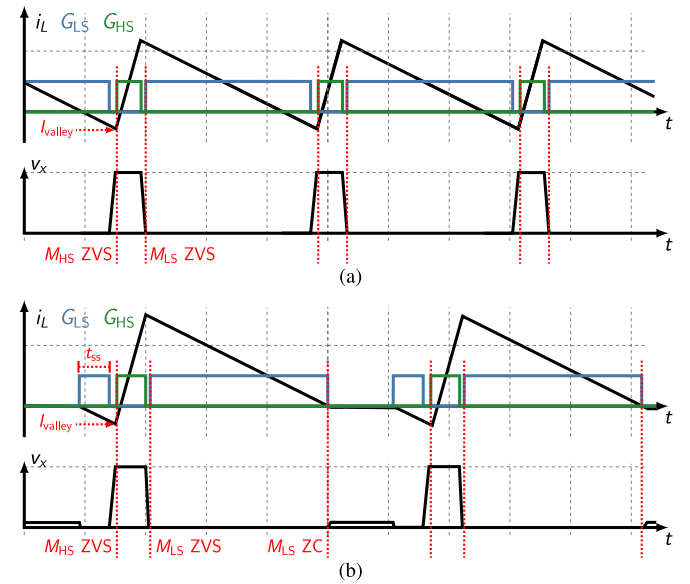 i_L G_LS G_HS
t
I_valley
v_x
t
M_HS ZVS M_LS ZVS
(a)
i_L G_LS G_HS
t_ss
t
I_valley
v_x
t
M_HS ZVS M_LS ZVS M_LS ZC
(b)